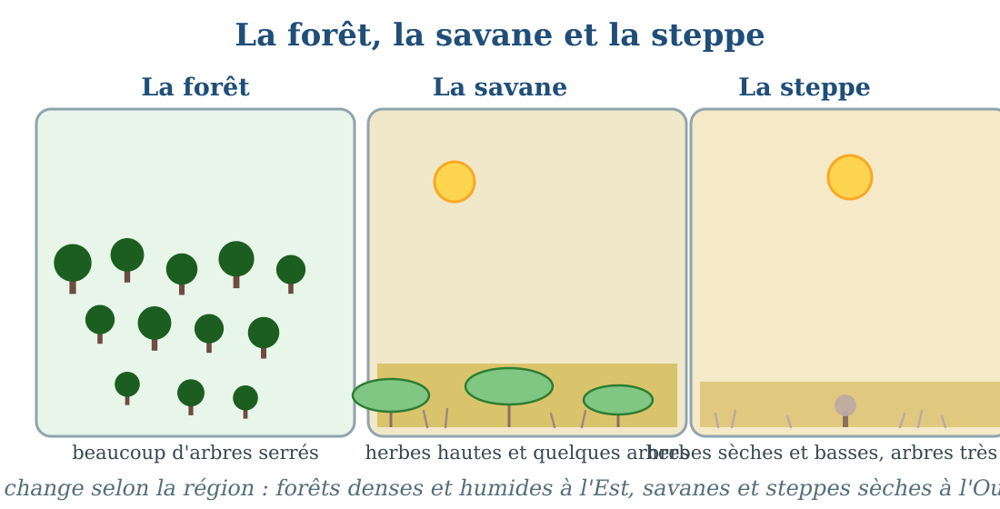 La forêt, la savane et la steppe
La forêt
La savane
La steppe
beaucoup d'arbres serrés
herbes hautes et quelques arbres
herbes sèches et basses, arbres très
change selon la région : forêts denses et humides à l'Est, savanes et steppes sèches à